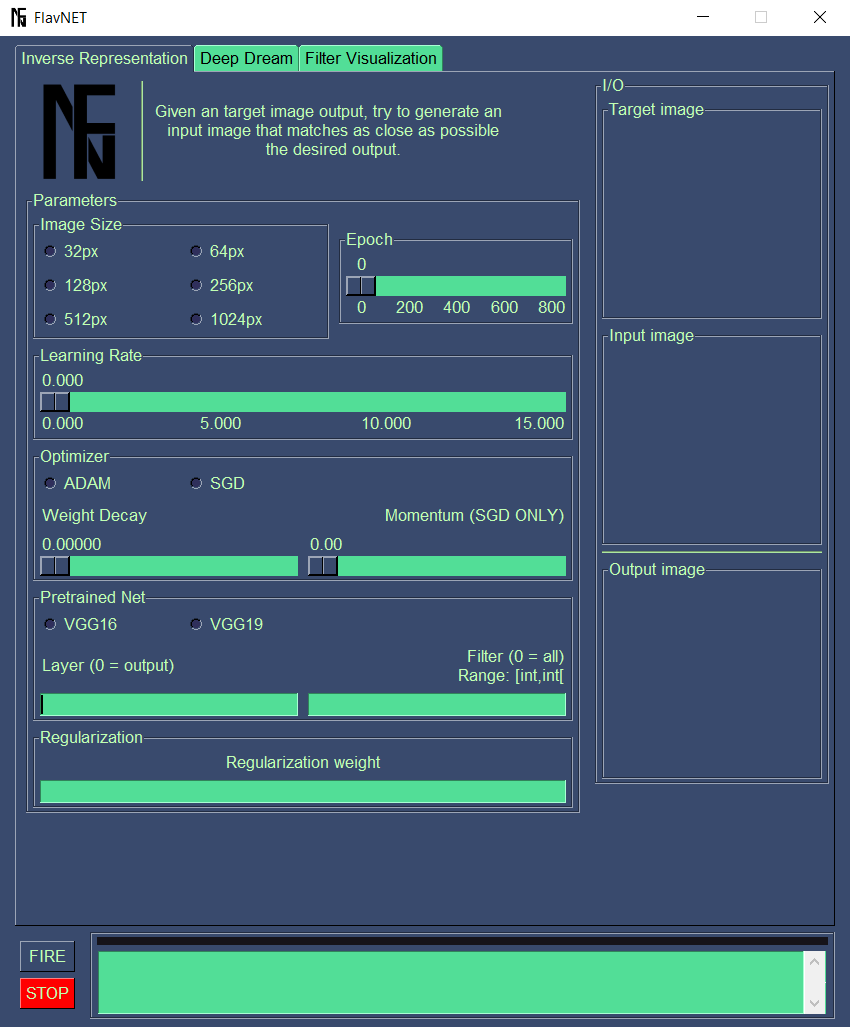 FlavNET
Inverse Representation
Deep Dream
Filter Visualization
Given an target image output, try to generate an
input image that matches as close as possible
the desired output.
Parameters
Image Size
32px
64px
128px
256px
512px
1024px
Epoch
0
0 200 400 600 800
Learning Rate
0.000
0.000 5.000 10.000 15.000
Optimizer
ADAM
SGD
Weight Decay
Momentum (SGD ONLY)
0.00000
0.00
Pretrained Net
VGG16
VGG19
Layer (0 = output)
Filter (0 = all)
Range: [int,int[
Regularization
Regularization weight
I/O
Target image
Input image
Output image
FIRE
STOP